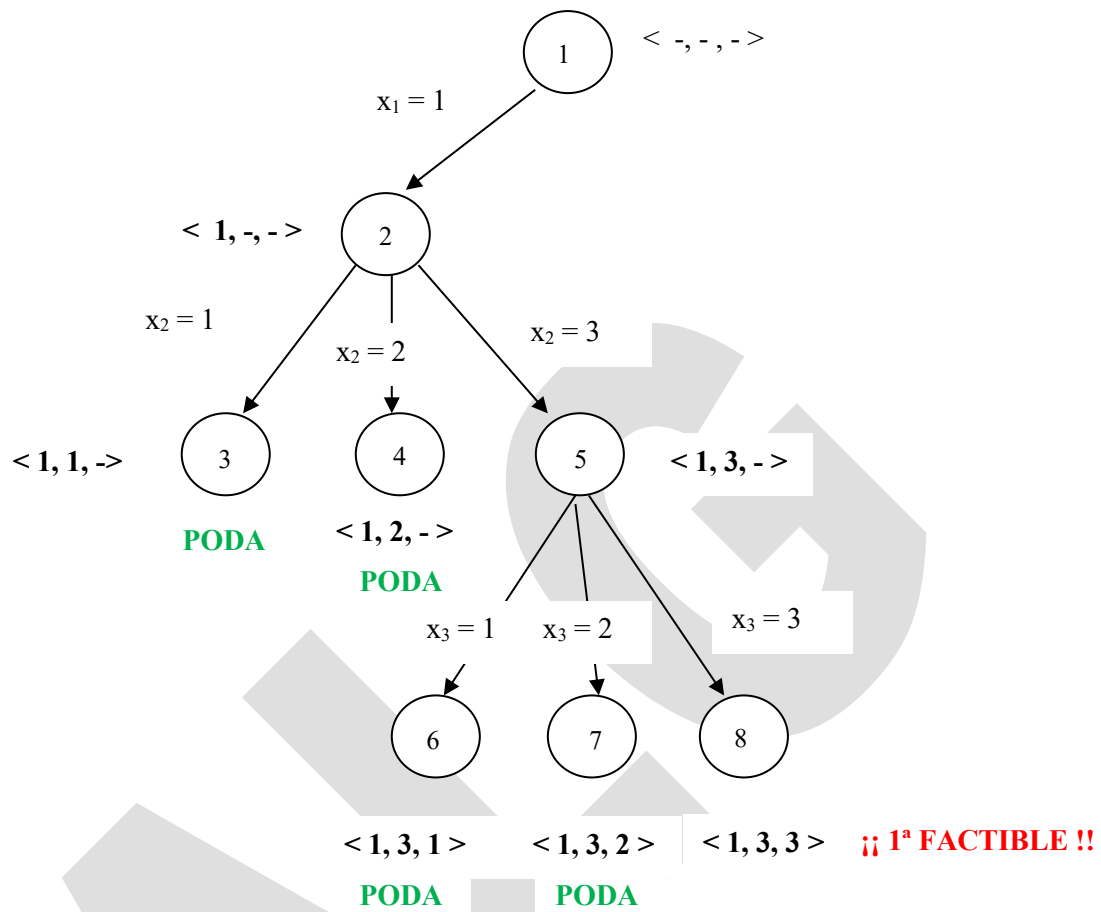 1 < -, - , - >
x₁ = 1
< 1, -, - > 2
x₂ = 1
x₂ = 2
x₂ = 3
< 1, 1, -> 3 4 5 < 1, 3, - >
PODA
< 1, 2, - >
PODA
x₃ = 1 x₃ = 2 x₃ = 3
6 7 8
< 1, 3, 1 > < 1, 3, 2 > < 1, 3, 3 > ¡¡ 1ª FACTIBLE !!
PODA PODA